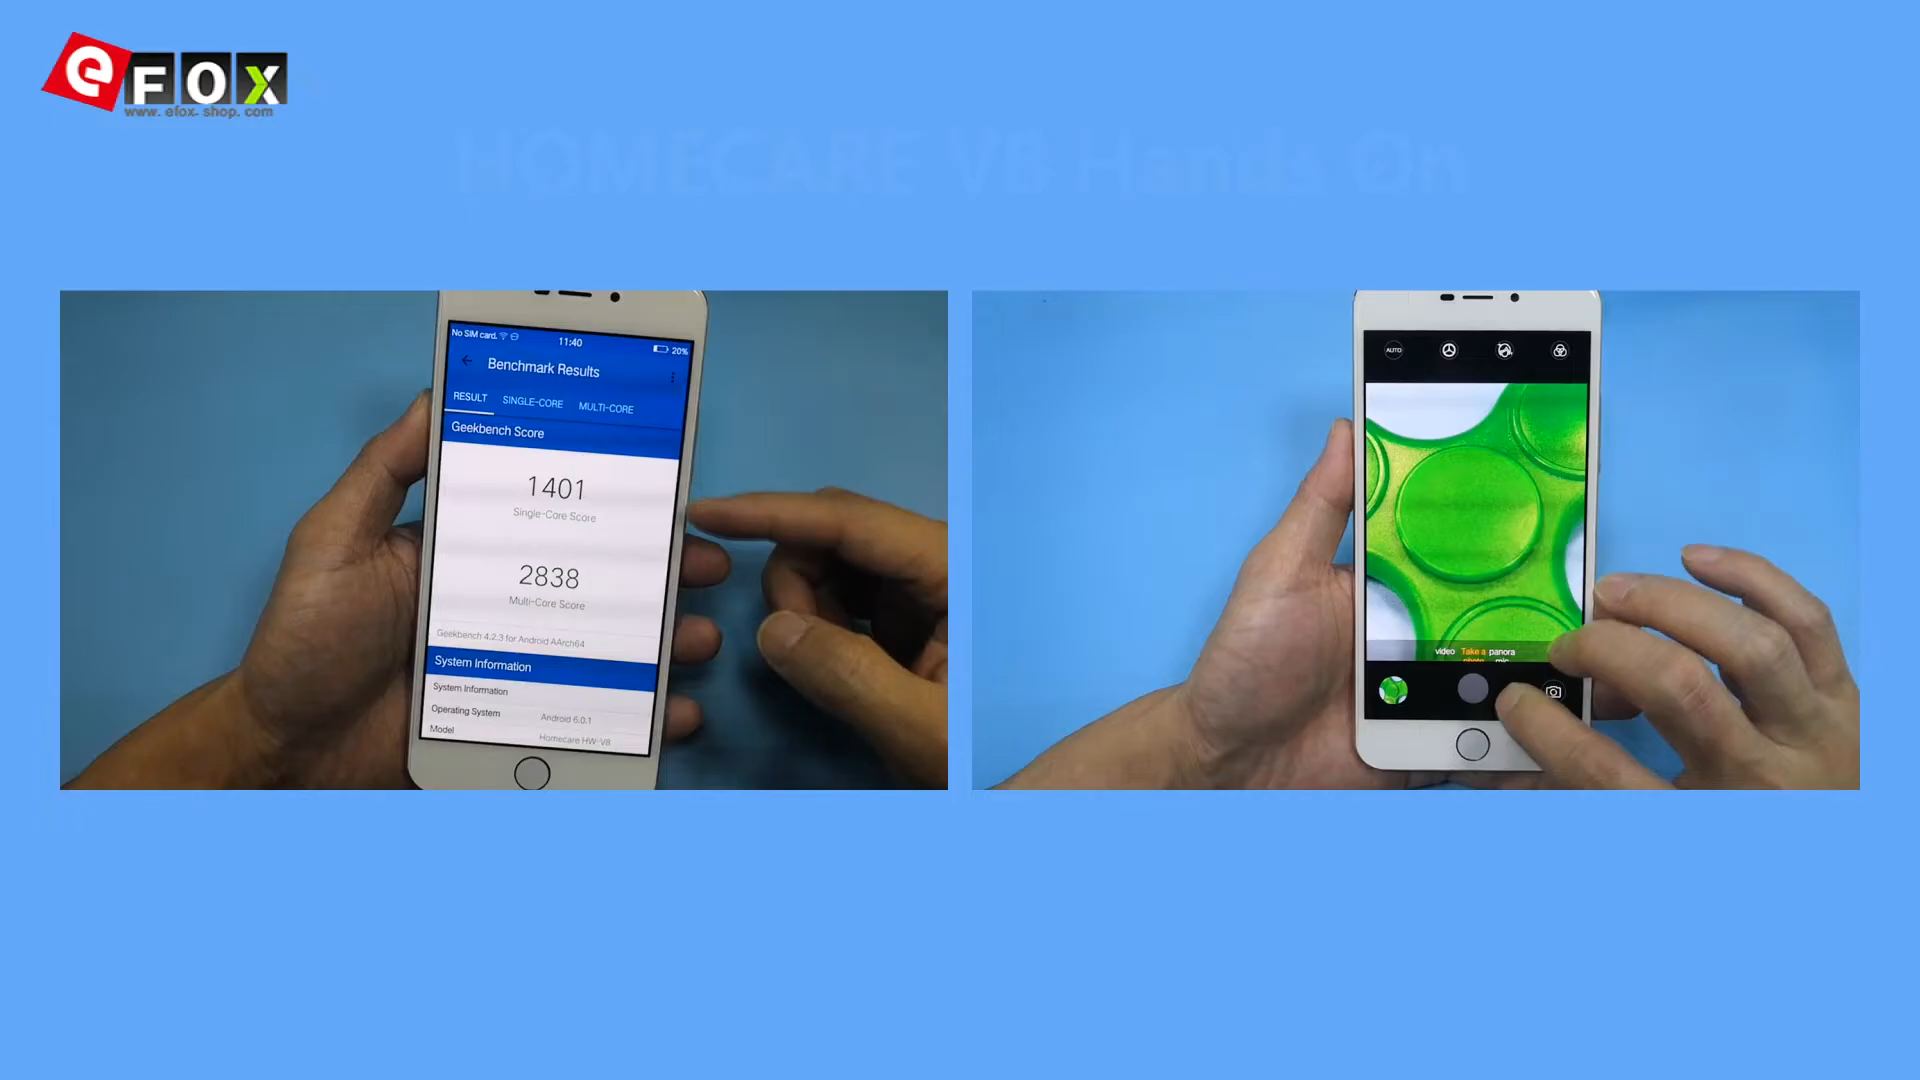 eFOX
www. efox- shop. com
HOMECARE V8 Hands On
No SIM card.
11:40
20%
Benchmark Results
RESULT SINGLE-CORE MULTI-CORE
Geekbench Score
1401
Single-Core Score
2838
Multi-Core Score
Geekbench 4.2.3 for Android AArch64
System Information
System Information
Operating System Android 6.0.1
Model Homecare HW-V8
AUTO
video Take a panora
photo mic